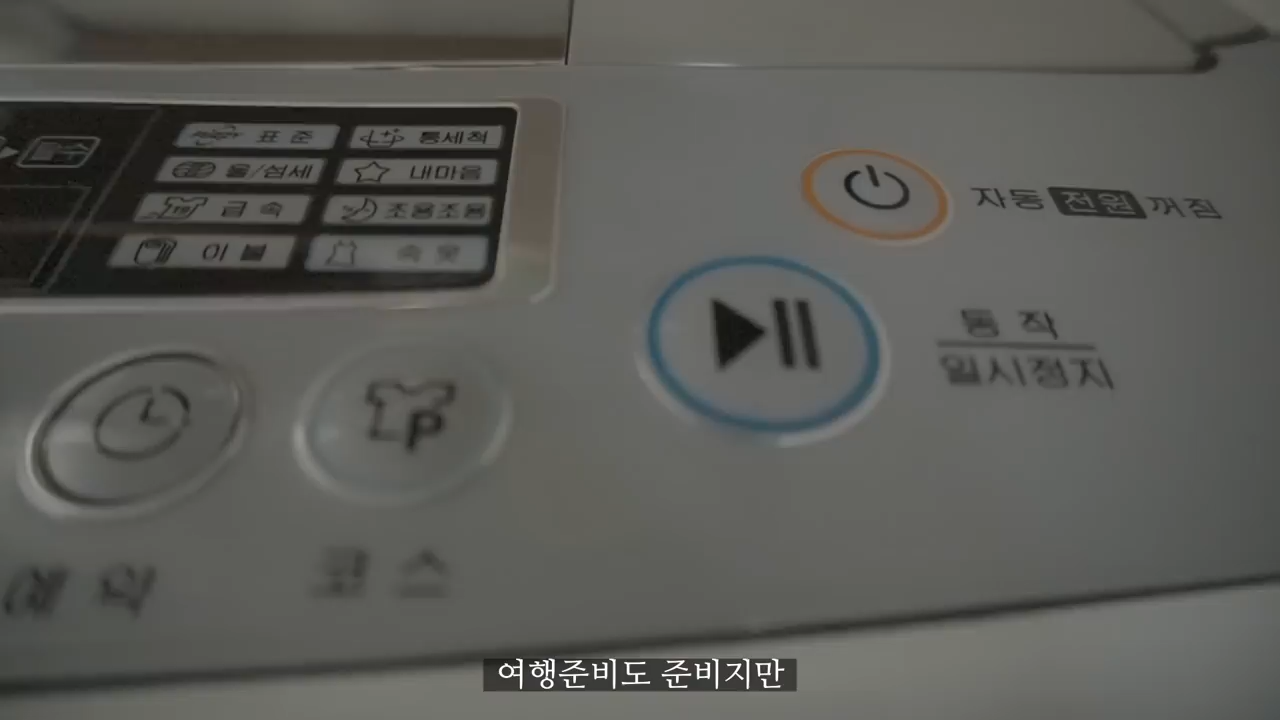 표준 통세척
울/섬세 내마음
급속 조용조용
이불 속옷
자동 전원 꺼짐
동작
일시정지
예약 코스
P
여행준비도 준비지만